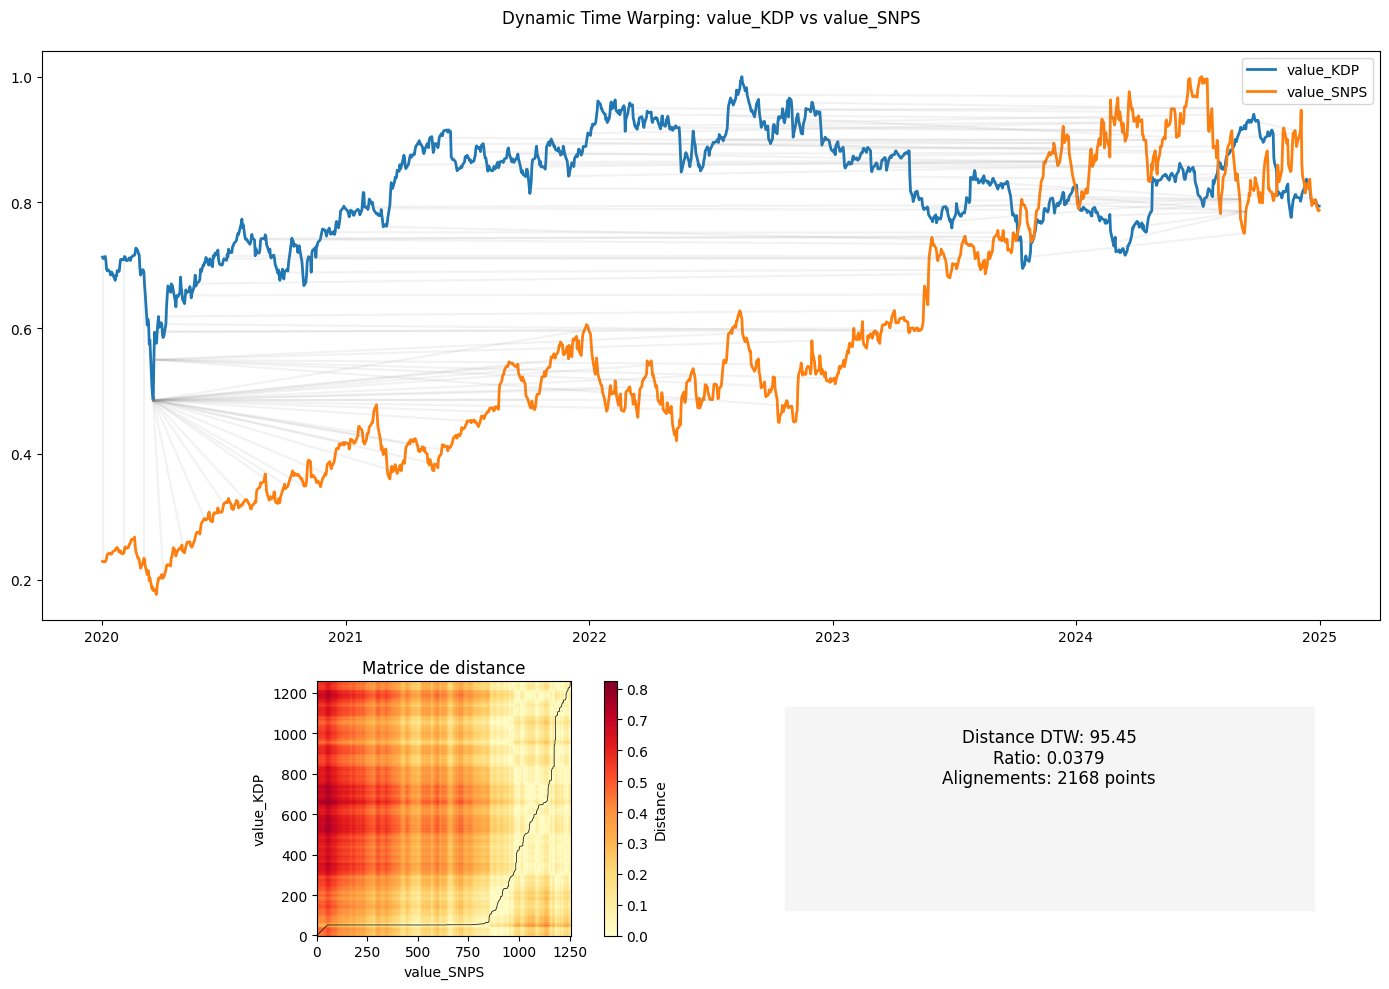 Dynamic Time Warping: value_KDP vs value_SNPS
value_KDP
value_SNPS
1.0
0.8
0.6
0.4
0.2
2020 2021 2022 2023 2024 2025
Matrice de distance
value_KDP
1200
1000
800
600
400
200
0
0 250 500 750 1000 1250
value_SNPS
0.8
0.7
0.6
0.5
0.4
0.3
0.2
0.1
0.0
Distance
Distance DTW: 95.45
Ratio: 0.0379
Alignements: 2168 points